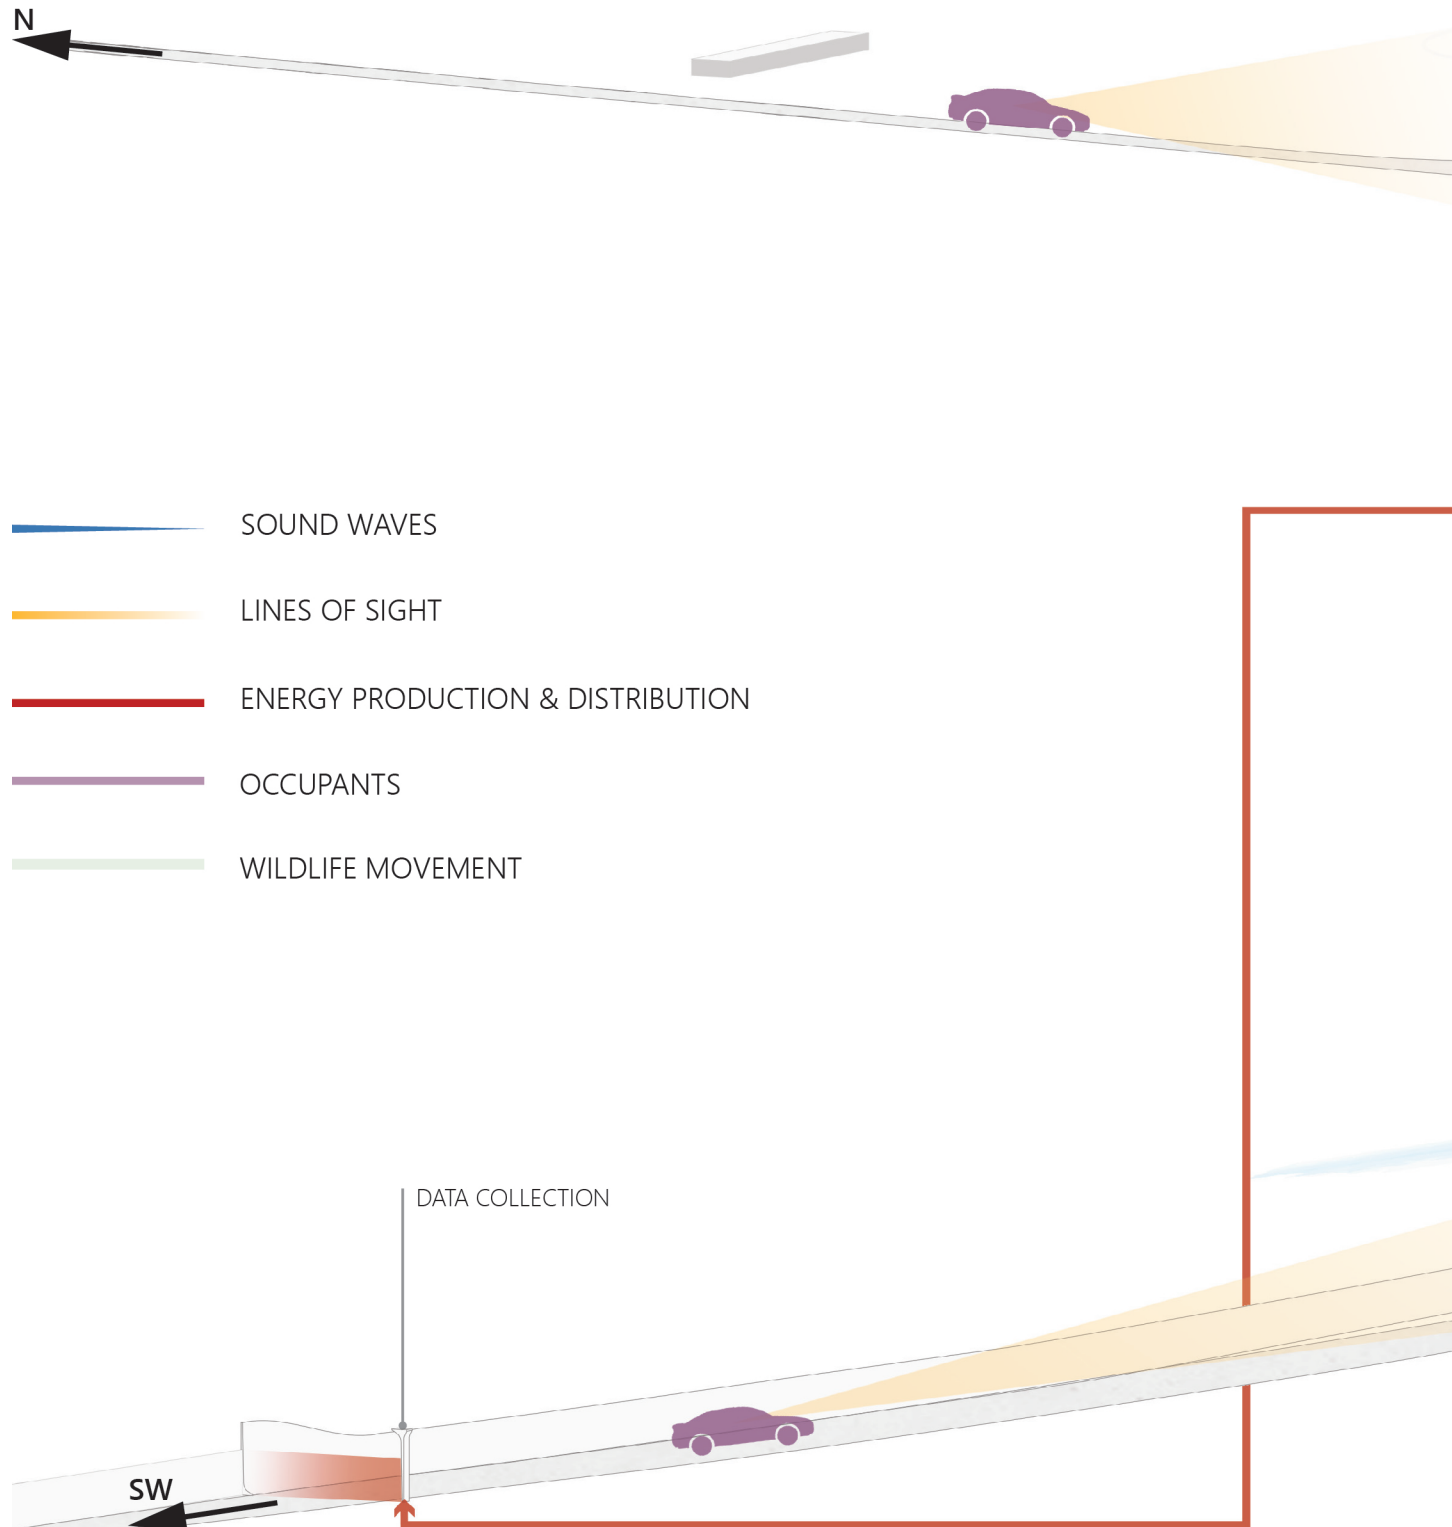 N
SOUND WAVES
LINES OF SIGHT
ENERGY PRODUCTION & DISTRIBUTION
OCCUPANTS
WILDLIFE MOVEMENT
DATA COLLECTION
SW